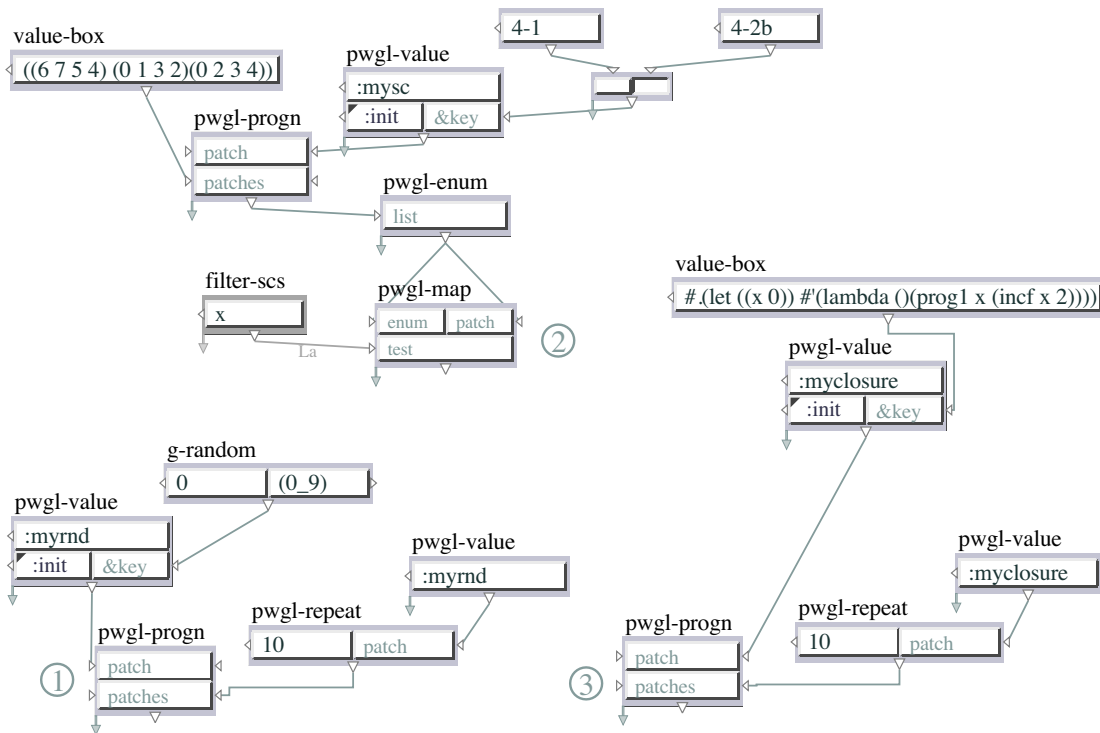 4-1
4-2b
value-box
((6 7 5 4) (0 1 3 2)(0 2 3 4))
pwgl-value
:mysc
:init &key
pwgl-progn
patch
patches
pwgl-enum
list
filter-scs
x
La
pwgl-map
enum patch
test
2
value-box
#.(let ((x 0)) #'(lambda ()(prog1 x (incf x 2))))
pwgl-value
:myclosure
:init &key
g-random
0 (0_9)
pwgl-value
:myrnd
:init &key
pwgl-value
:myrnd
pwgl-repeat
10 patch
pwgl-progn
patch
patches
1
pwgl-value
:myclosure
pwgl-repeat
10 patch
pwgl-progn
patch
patches
3